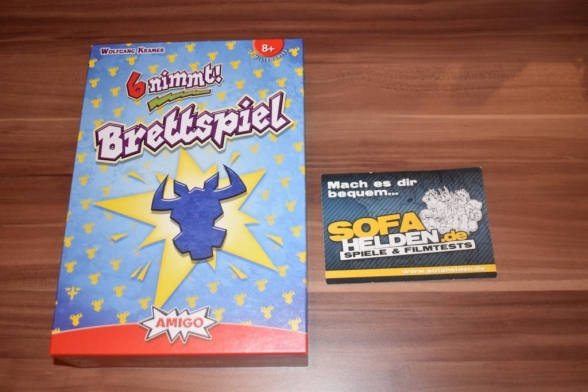 Wolfgang Kramer
8+
6 nimmt!
Brettspiel
AMIGO
Mach es dir
bequem...
SOFA
HELDEN.de
SPIELE & FILMTESTS
www.sofahelden.de